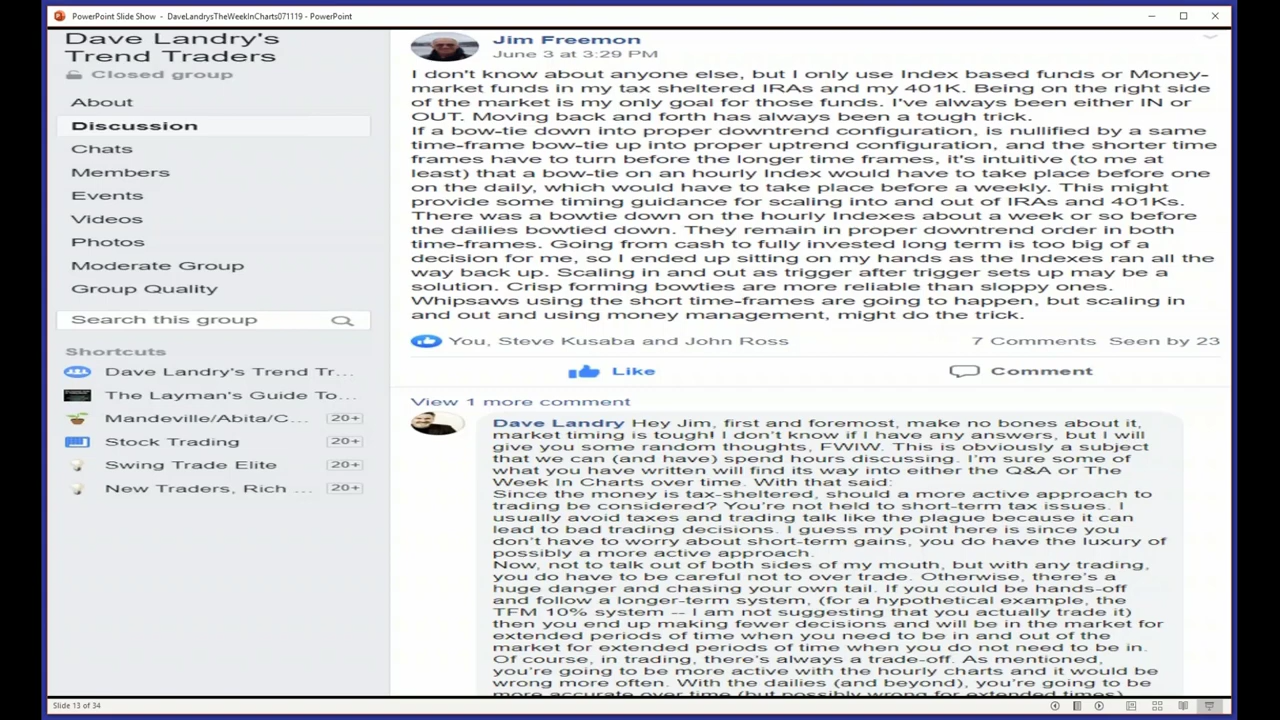 PowerPoint Slide Show - DaveLandrysTheWeekInCharts071119 - PowerPoint
Dave Landry's
Trend Traders
Closed group
About
Discussion
Chats
Members
Events
Videos
Photos
Moderate Group
Group Quality
Search this group
Shortcuts
Dave Landry's Trend Tr...
The Layman's Guide To...
Mandeville/Abita/C... 20+
Stock Trading 20+
Swing Trade Elite 20+
New Traders, Rich ... 20+
Jim Freemon
June 3 at 3:29 PM
I don't know about anyone else, but I only use Index based funds or Money-
market funds in my tax sheltered IRAs and my 401K. Being on the right side
of the market is my only goal for those funds. I've always been either IN or
OUT. Moving back and forth has always been a tough trick.
If a bow-tie down into proper downtrend configuration, is nullified by a same
time-frame bow-tie up into proper uptrend configuration, and the shorter time
frames have to turn before the longer time frames, it's intuitive (to me at
least) that a bow-tie on an hourly Index would have to take place before one
on the daily, which would have to take place before a weekly. This might
provide some timing guidance for scaling into and out of IRAs and 401Ks.
There was a bowtie down on the hourly Indexes about a week or so before
the dailies bowtied down. They remain in proper downtrend order in both
time-frames. Going from cash to fully invested long term is too big of a
decision for me, so I ended up sitting on my hands as the Indexes ran all the
way back up. Scaling in and out as trigger after trigger sets up may be a
solution. Crisp forming bowties are more reliable than sloppy ones.
Whipsaws using the short time-frames are going to happen, but scaling in
and out and using money management, might do the trick.
You, Steve Kusaba and John Ross 7 Comments Seen by 23
Like Comment
View 1 more comment
Dave Landry Hey Jim, first and foremost, make no bones about it,
market timing is tough! I don't know if I have any answers, but I will
give you some random thoughts, FWIW. This is obviously a subject
that we can (and have) spend hours discussing. I'm sure some of
what you have written will find its way into either the Q&A or The
Week In Charts over time. With that said:
Since the money is tax-sheltered, should a more active approach to
trading be considered? You're not held to short-term tax issues. I
usually avoid taxes and trading talk like the plague because it can
lead to bad trading decisions. I guess my point here is since you
don't have to worry about short-term gains, you do have the luxury of
possibly a more active approach.
Now, not to talk out of both sides of my mouth, but with any trading,
you do have to be careful not to over trade. Otherwise, there's a
huge danger and chasing your own tail. If you could be hands-off
and follow a longer-term system, (for a hypothetical example, the
TFM 10% system -- I am not suggesting that you actually trade it)
then you end up making fewer decisions and will be in the market for
extended periods of time when you need to be in and out of the
market for extended periods of time when you do not need to be in.
Of course, in trading, there's always a trade-off. As mentioned,
you're going to be more active with the hourly charts and it would be
wrong more often. With the dailies (and beyond), you're going to be
more accurate over time (but possibly wrong for extended times)
Slide 13 of 34